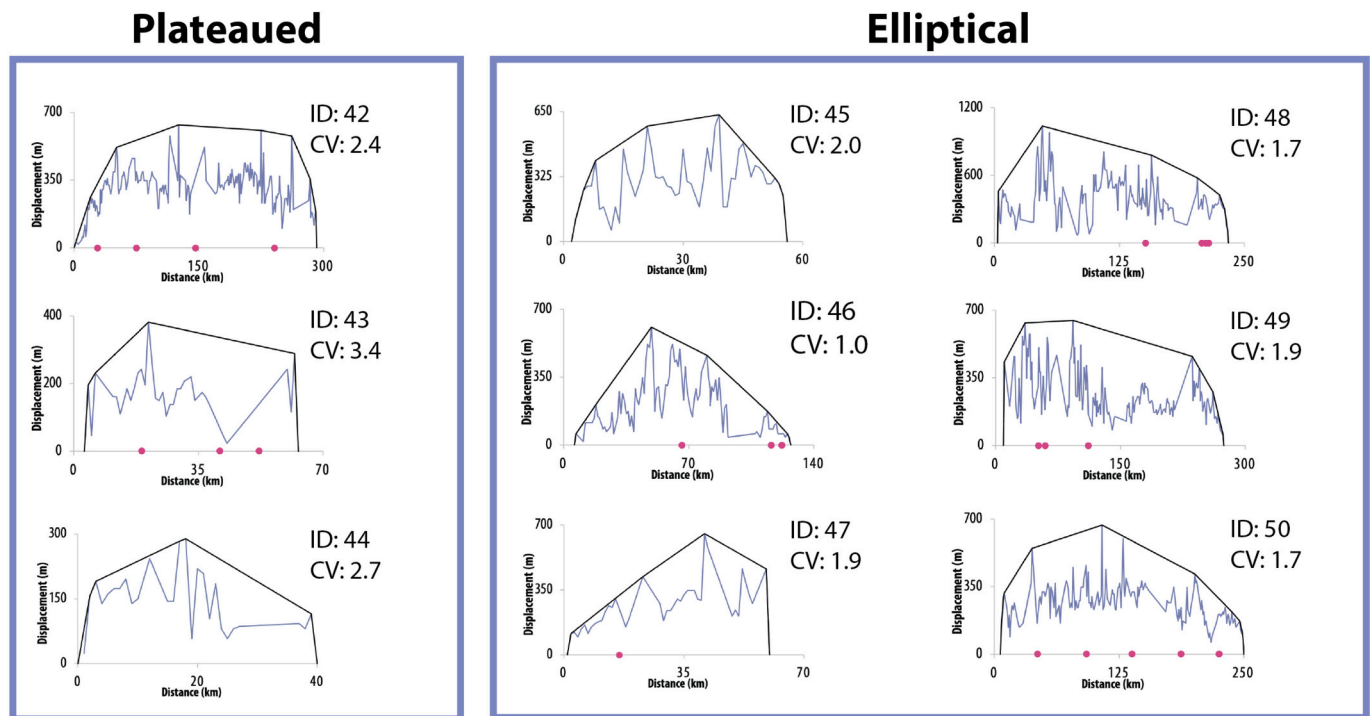 Plateaued
Elliptical
ID: 42
CV: 2.4
700
350
0
Displacement (m)
0
150
300
Distance (km)
ID: 43
CV: 3.4
400
200
0
Displacement (m)
0
35
70
Distance (km)
ID: 44
CV: 2.7
300
150
0
Displacement (m)
0
20
40
Distance (km)
ID: 45
CV: 2.0
650
325
0
Displacement (m)
0
30
60
Distance (km)
ID: 46
CV: 1.0
700
350
0
Displacement (m)
0
70
140
Distance (km)
ID: 47
CV: 1.9
700
350
0
Displacement (m)
0
35
70
Distance (km)
ID: 48
CV: 1.7
1200
600
0
Displacement (m)
0
125
250
Distance (km)
ID: 49
CV: 1.9
700
350
0
Displacement (m)
0
150
300
Distance (km)
ID: 50
CV: 1.7
700
350
0
Displacement (m)
0
125
250
Distance (km)